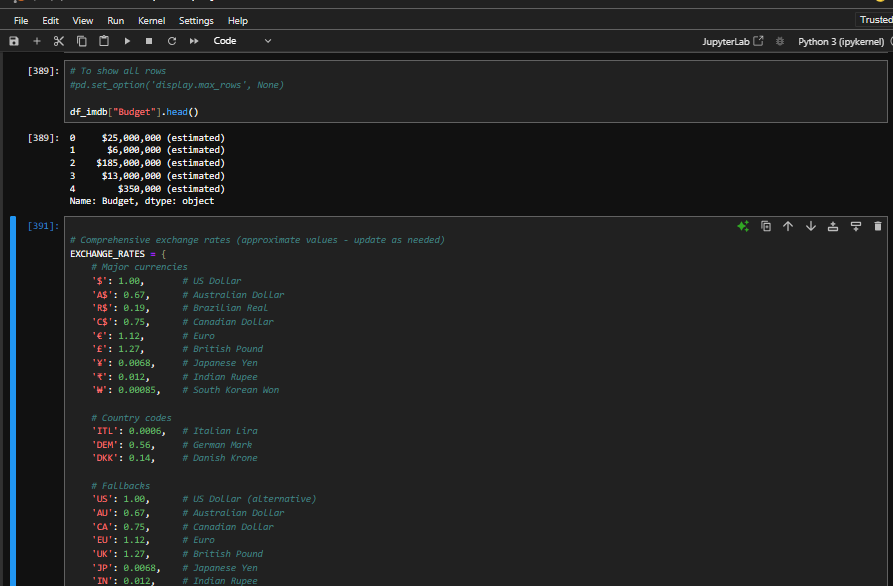 File Edit View Run Kernel Settings Help Trusted
Code JupyterLab Python 3 (ipykernel)
[389]: # To show all rows
#pd.set_option('display.max_rows', None)
df_imdb["Budget"].head()
[389]: 0 $25,000,000 (estimated)
1 $6,000,000 (estimated)
2 $185,000,000 (estimated)
3 $13,000,000 (estimated)
4 $350,000 (estimated)
Name: Budget, dtype: object
[391]:
# Comprehensive exchange rates (approximate values - update as needed)
EXCHANGE_RATES = {
# Major currencies
'$': 1.00, # US Dollar
'A$': 0.67, # Australian Dollar
'R$': 0.19, # Brazilian Real
'C$': 0.75, # Canadian Dollar
'€': 1.12, # Euro
'£': 1.27, # British Pound
'¥': 0.0068, # Japanese Yen
'₹': 0.012, # Indian Rupee
'₩': 0.00085, # South Korean Won
# Country codes
'ITL': 0.0006, # Italian Lira
'DEM': 0.56, # German Mark
'DKK': 0.14, # Danish Krone
# Fallbacks
'US': 1.00, # US Dollar (alternative)
'AU': 0.67, # Australian Dollar
'CA': 0.75, # Canadian Dollar
'EU': 1.12, # Euro
'UK': 1.27, # British Pound
'JP': 0.0068, # Japanese Yen
'IN': 0.012, # Indian Rupee